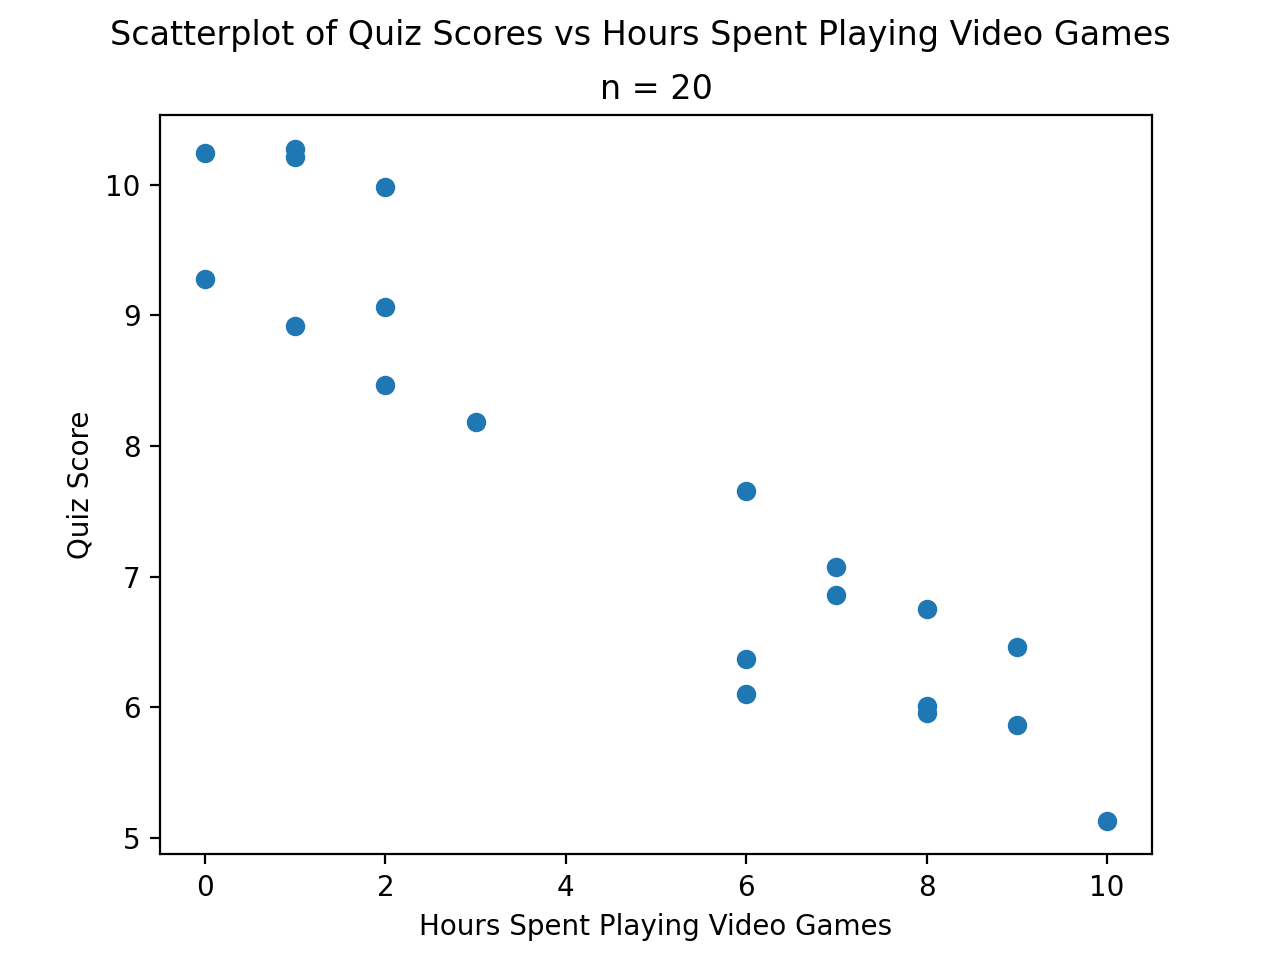 Scatterplot of Quiz Scores vs Hours Spent Playing Video Games
n = 20
10
9
8
7
6
5
Quiz Score
0 2 4 6 8 10
Hours Spent Playing Video Games